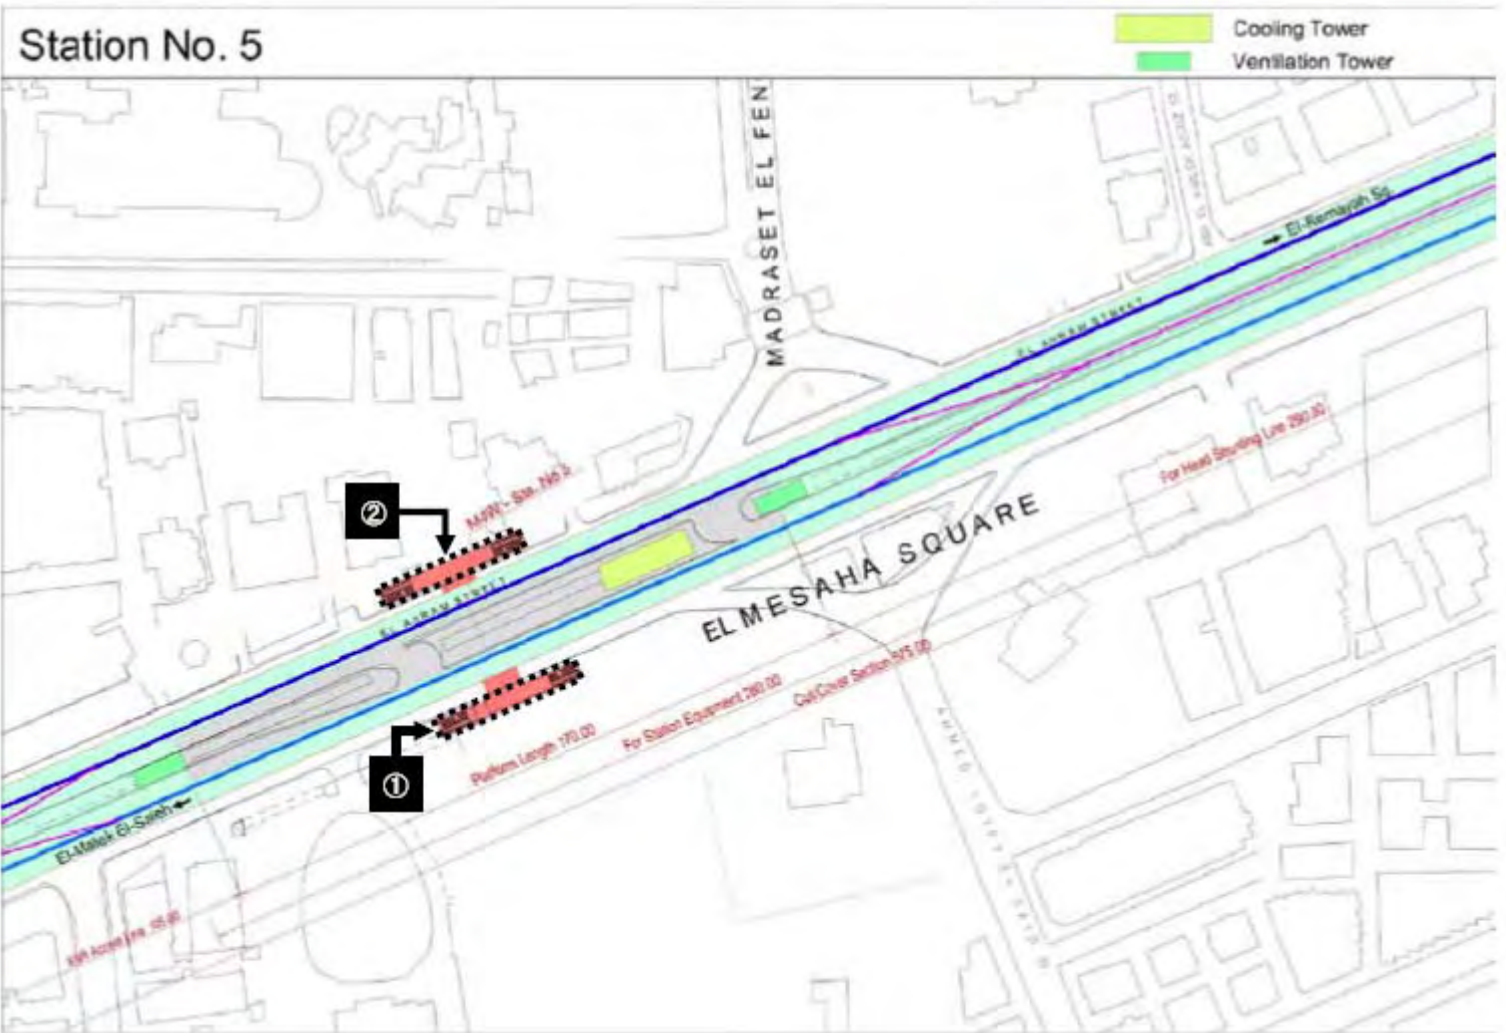 Station No. 5
Cooling Tower
Ventilation Tower
MADRASET EL FEN
El-Remayah Sq.
EL AHRAM STREET
For Head Shunting Line 290.00
②
EL AHRAM STREET
EL MESAHA SQUARE
①
Platform Length 170.00
For Station Equipment 280.00
Cut/Cover Section 575.00
El-Malek El-Saleh